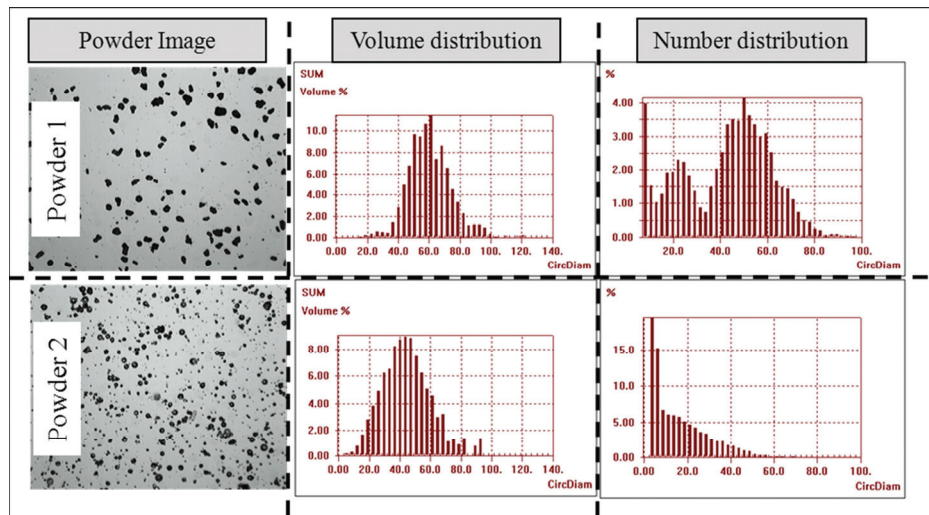 Powder Image
Volume distribution
Number distribution
Powder 1
SUM
Volume %
10.0
8.00
6.00
4.00
2.00
0.00
0.00 20.0 40.0 60.0 80.0 100. 120. 140.
CircDiam
%
4.00
3.00
2.00
1.00
0.00
20.0 40.0 60.0 80.0 100.
CircDiam
Powder 2
SUM
Volume %
8.00
6.00
4.00
2.00
0.00
0.00 20.0 40.0 60.0 80.0 100. 120. 140.
CircDiam
%
15.0
10.0
5.00
0.00
0.00 20.0 40.0 60.0 80.0 100.
CircDiam